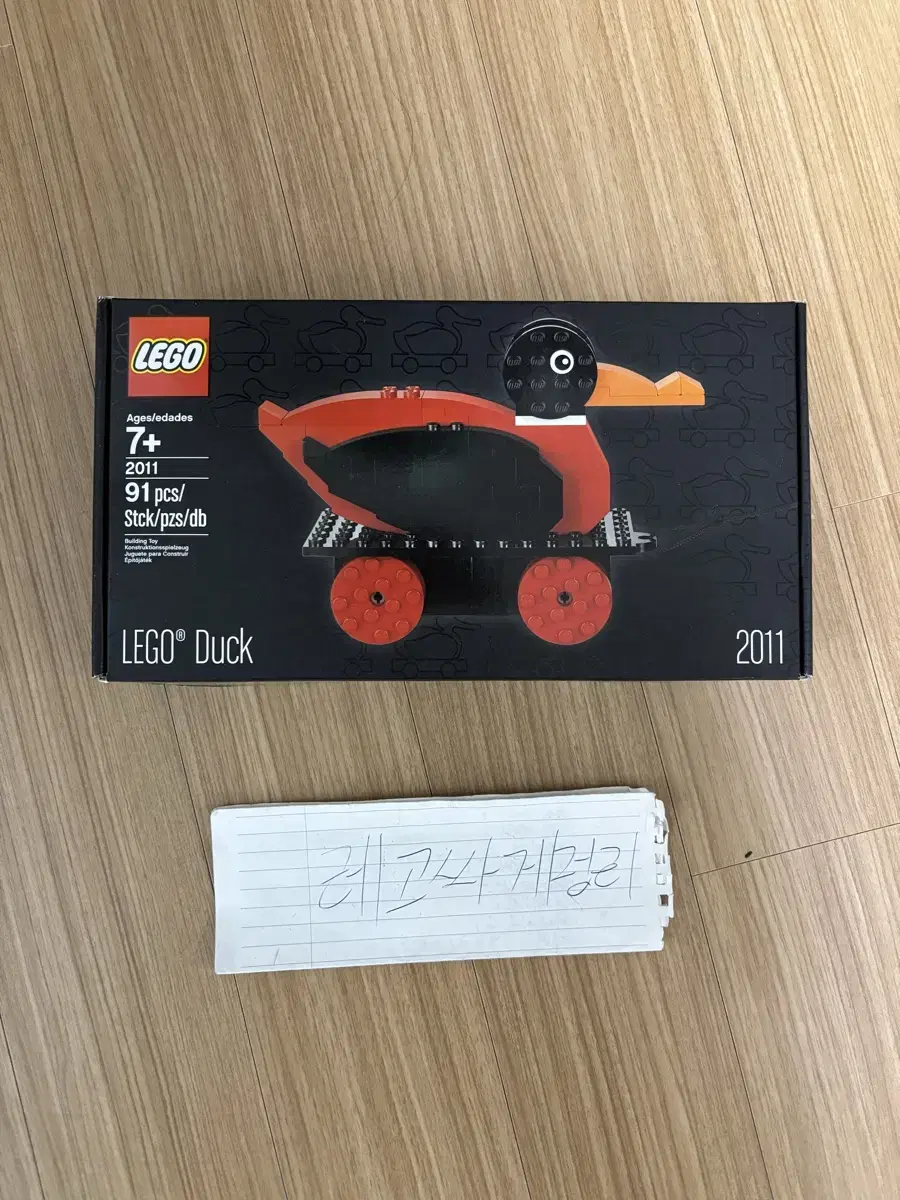 LEGO
Ages/edades
7+
2011
91 pcs/
Stck/pzs/db
Building Toy
Konstruktionsspielzeug
Juguete para Construir
Építőjáték
LEGO® Duck
2011
레고싸게정리